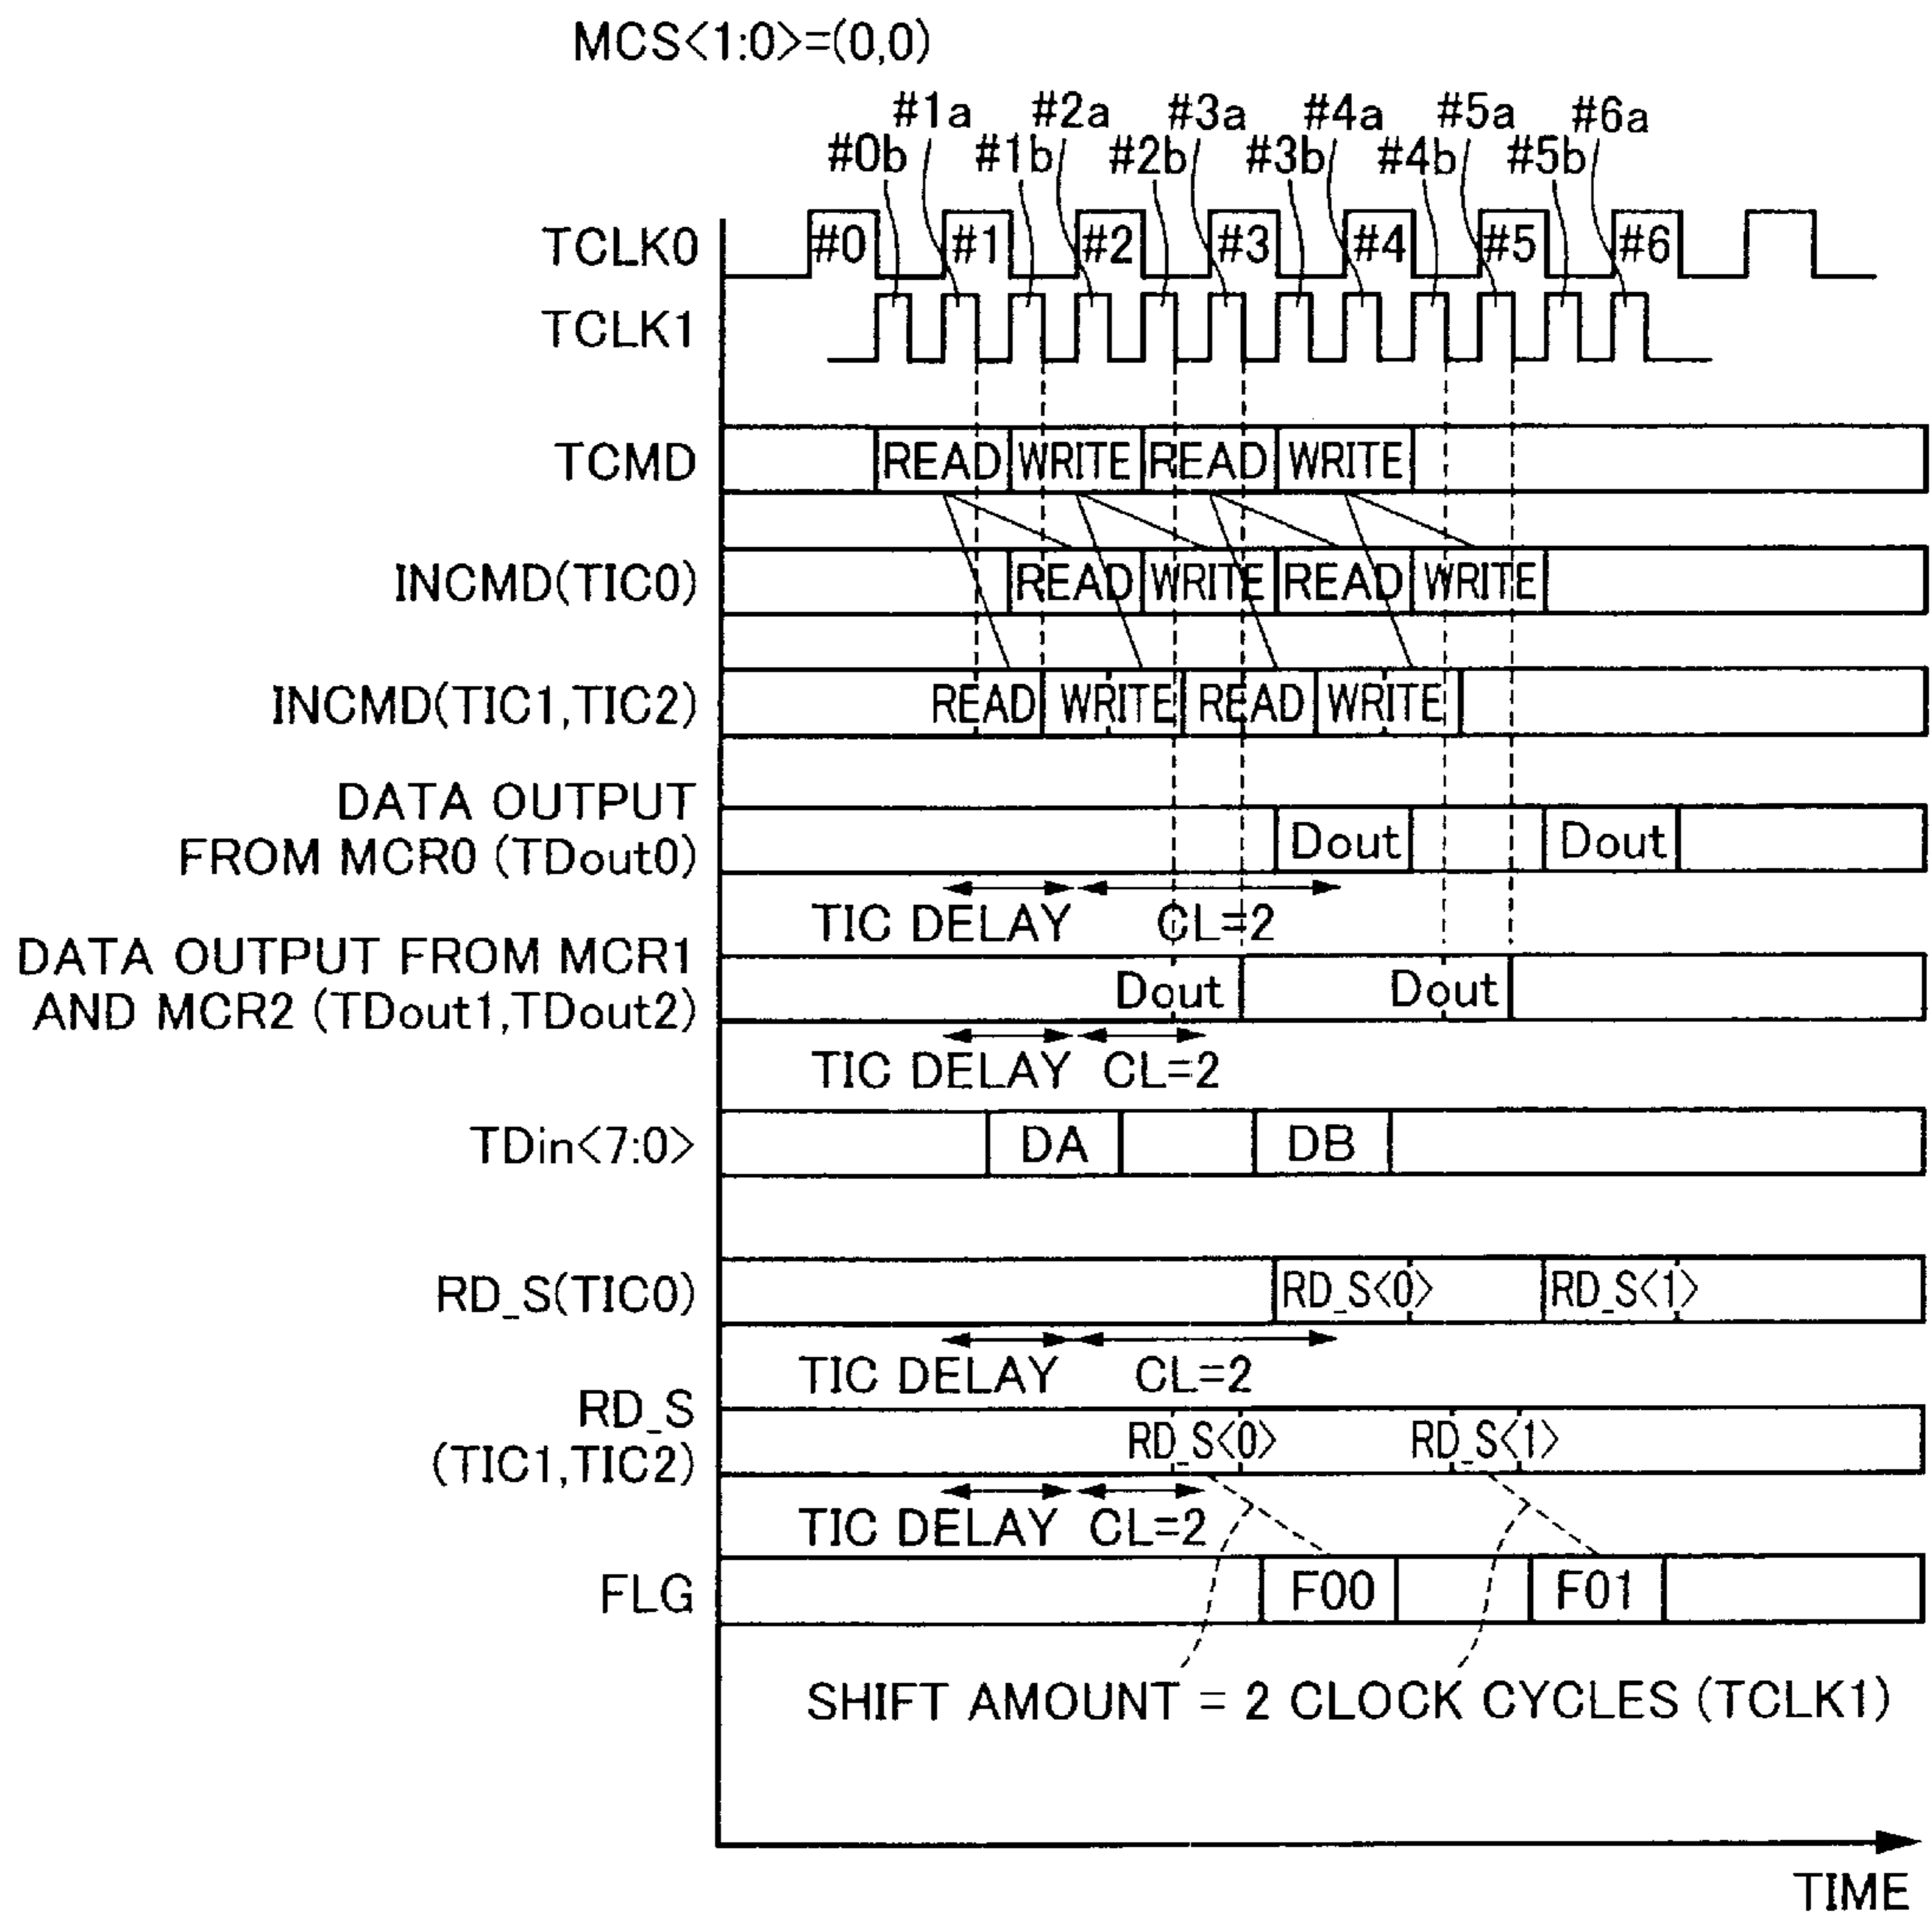 MCS<1:0>=(0,0)
#1a #2a #3a #4a #5a #6a
#0b #1b #2b #3b #4b #5b
TCLK0 #0 #1 #2 #3 #4 #5 #6
TCLK1
TCMD READ WRITE READ WRITE
INCMD(TIC0) READ WRITE READ WRITE
INCMD(TIC1,TIC2) READ WRITE READ WRITE
DATA OUTPUT
FROM MCR0 (TDout0) Dout Dout
TIC DELAY CL=2
DATA OUTPUT FROM MCR1
AND MCR2 (TDout1,TDout2) Dout Dout
TIC DELAY CL=2
TDin<7:0> DA DB
RD_S(TIC0) RD_S<0> RD_S<1>
TIC DELAY CL=2
RD_S
(TIC1,TIC2) RD_S<0> RD_S<1>
TIC DELAY CL=2
FLG F00 F01
SHIFT AMOUNT = 2 CLOCK CYCLES (TCLK1)
TIME